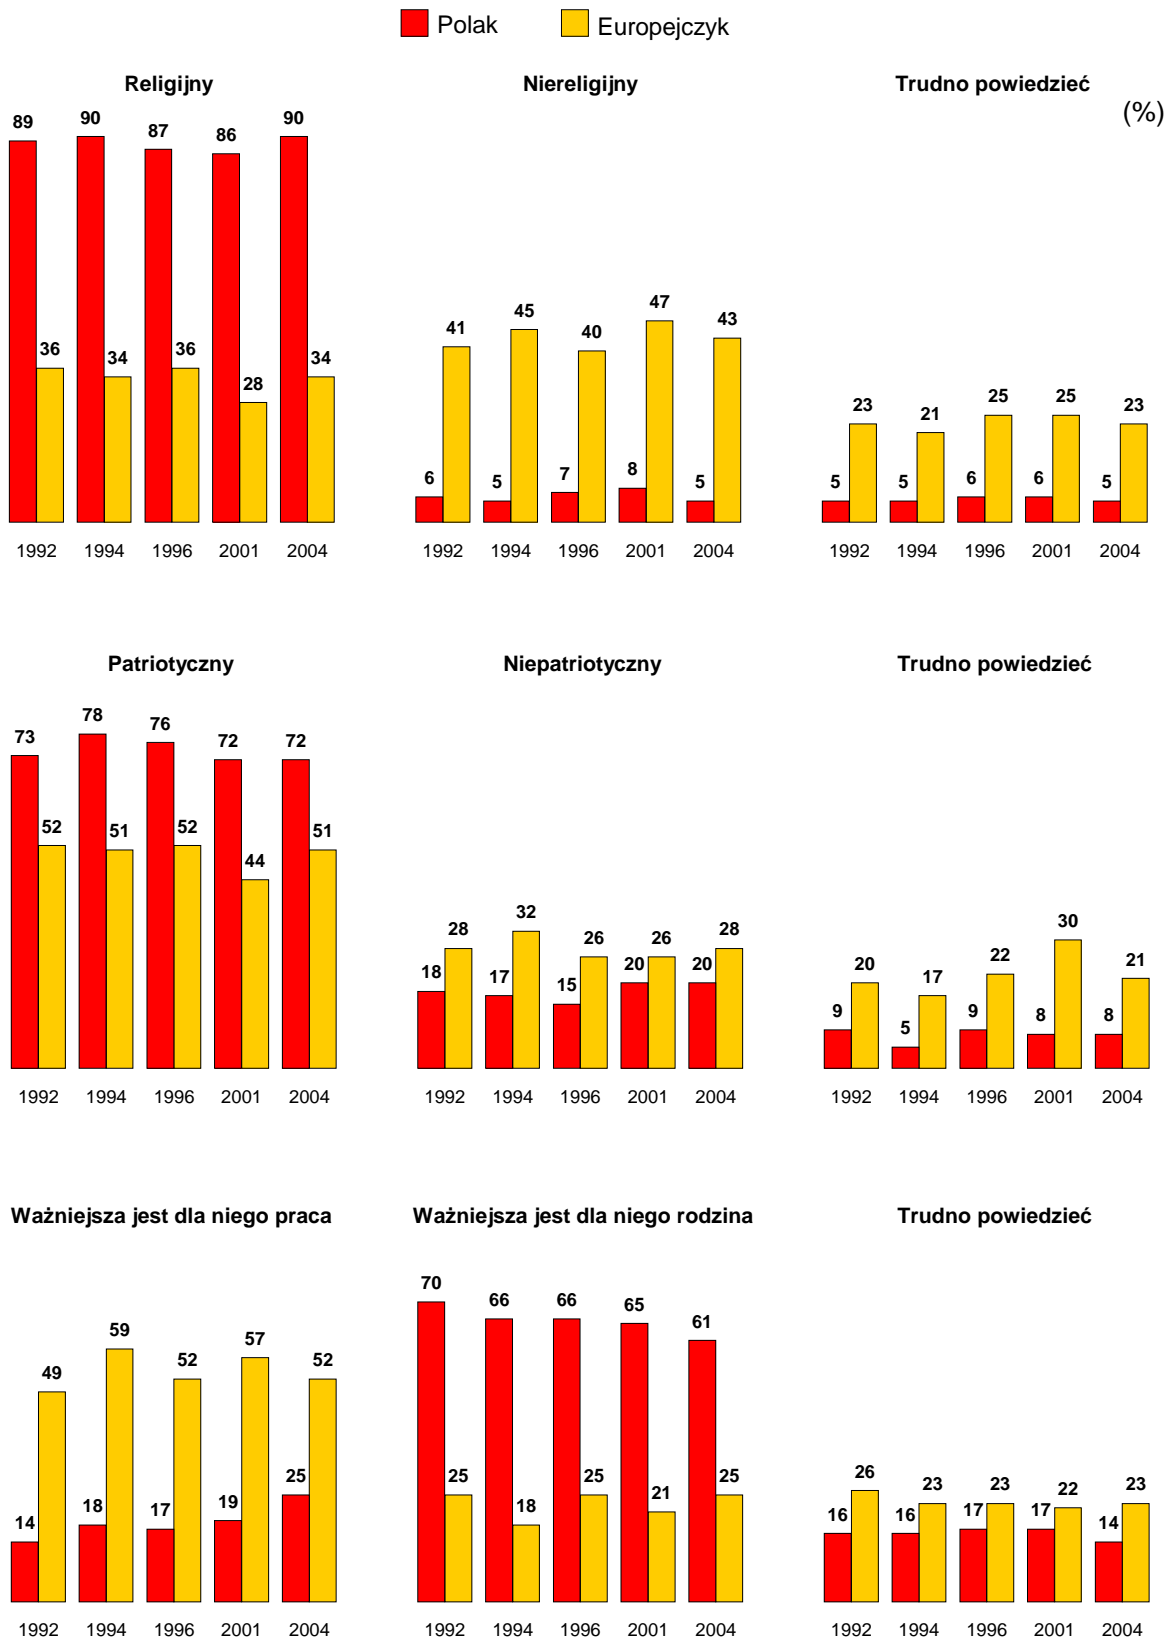 Polak Europejczyk
Religijny Niereligijny Trudno powiedzieć
(%)
89 36 90 34 87 36 86 28 90 34
6 41 5 45 7 40 8 47 5 43
5 23 5 21 6 25 6 25 5 23
1992 1994 1996 2001 2004 1992 1994 1996 2001 2004 1992 1994 1996 2001 2004
Patriotyczny Niepatriotyczny Trudno powiedzieć
73 52 78 51 76 52 72 44 72 51
18 28 17 32 15 26 20 26 20 28
9 20 5 17 9 22 8 30 8 21
1992 1994 1996 2001 2004 1992 1994 1996 2001 2004 1992 1994 1996 2001 2004
Ważniejsza jest dla niego praca Ważniejsza jest dla niego rodzina Trudno powiedzieć
14 49 18 59 17 52 19 57 25 52
70 25 66 18 66 25 65 21 61 25
16 26 16 23 17 23 17 22 14 23
1992 1994 1996 2001 2004 1992 1994 1996 2001 2004 1992 1994 1996 2001 2004